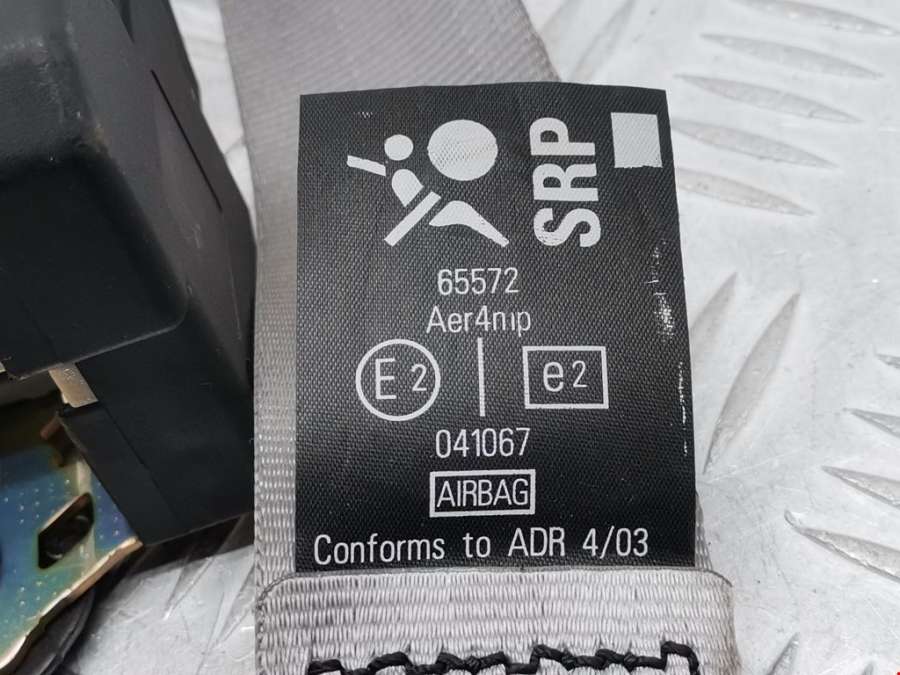 SRP
65572
Aer4nıp
E2 e2
041067
AIRBAG
Conforms to ADR 4/03